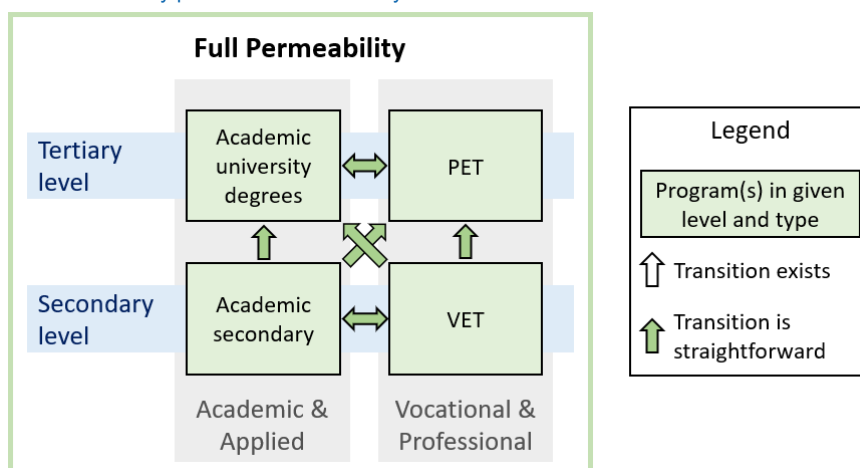 Full Permeability
Tertiary
level
Academic
university
degrees
PET
Secondary
level
Academic
secondary
VET
Academic &
Applied
Vocational &
Professional
Legend
Program(s) in given
level and type
Transition exists
Transition is
straightforward